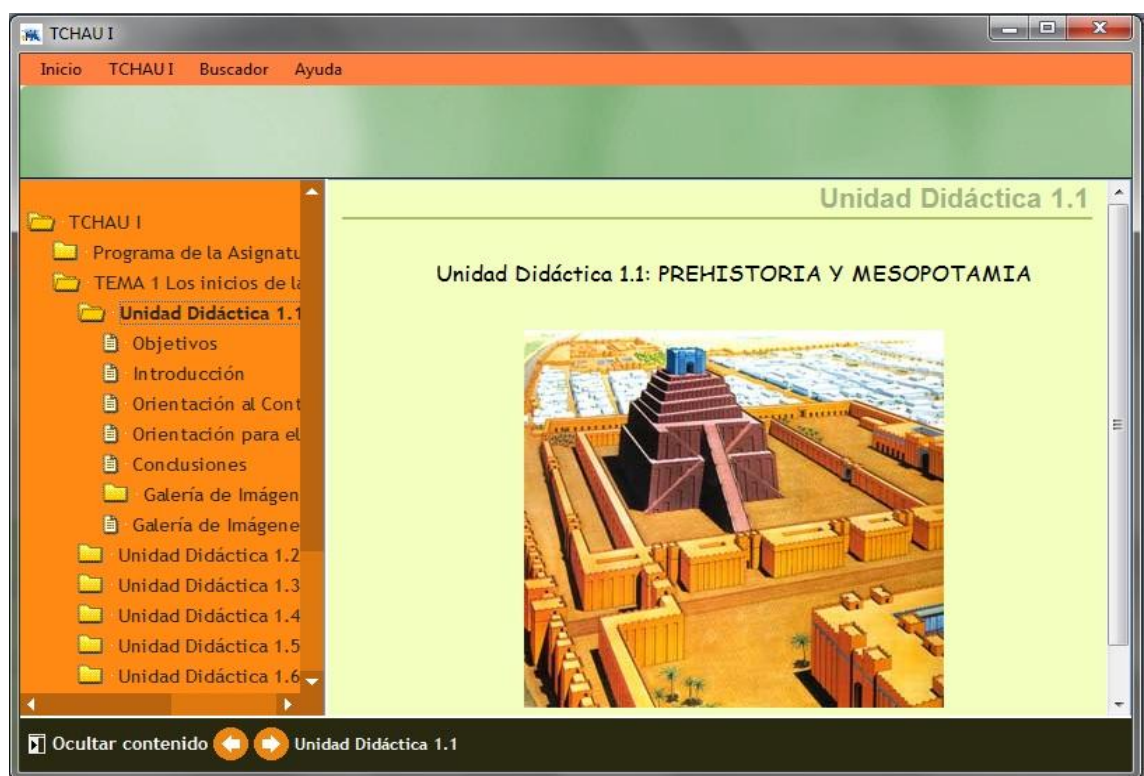 TCHAU I
Inicio TCHAU I Buscador Ayuda
TCHAU I
Programa de la Asignatu
TEMA 1 Los inicios de la
Unidad Didáctica 1.1
Objetivos
Introducción
Orientación al Cont
Orientación para el
Conclusiones
Galería de Imágen
Galería de Imágene
Unidad Didáctica 1.2
Unidad Didáctica 1.3
Unidad Didáctica 1.4
Unidad Didáctica 1.5
Unidad Didáctica 1.6
Unidad Didáctica 1.1
Unidad Didáctica 1.1: PREHISTORIA Y MESOPOTAMIA
Ocultar contenido Unidad Didáctica 1.1